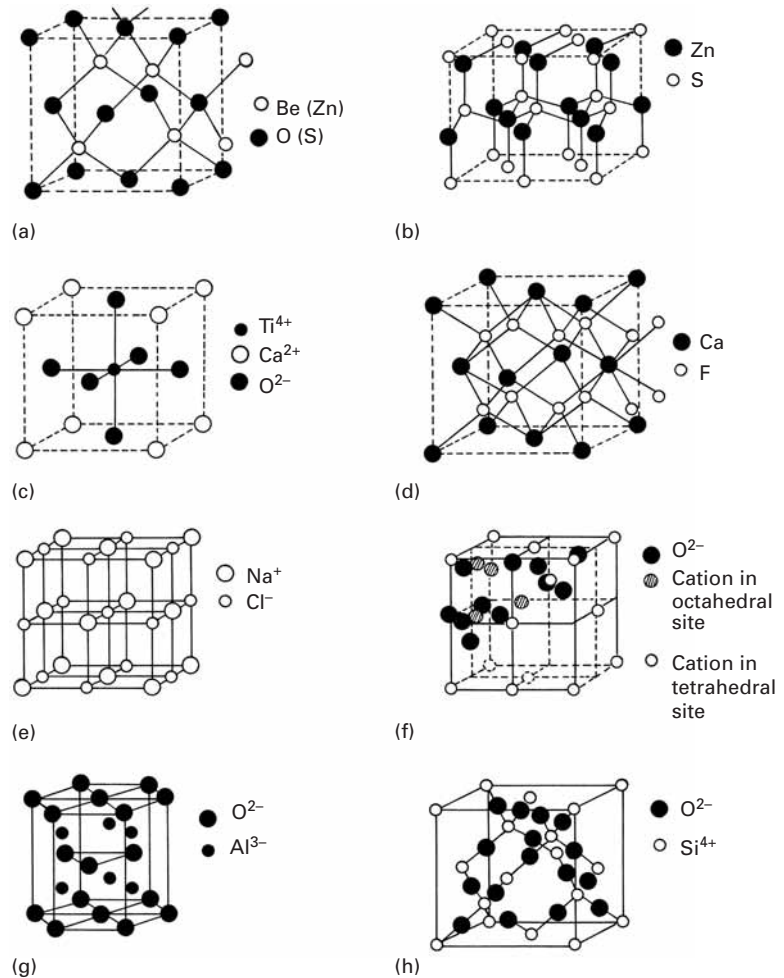 Be (Zn)
O (S)
(a)
Zn
S
(b)
Ti⁴⁺
Ca²⁺
O²⁻
(c)
Ca
F
(d)
Na⁺
Cl⁻
(e)
O²⁻
Cation in
octahedral
site
Cation in
tetrahedral
site
(f)
O²⁻
Al³⁻
(g)
O²⁻
Si⁴⁺
(h)